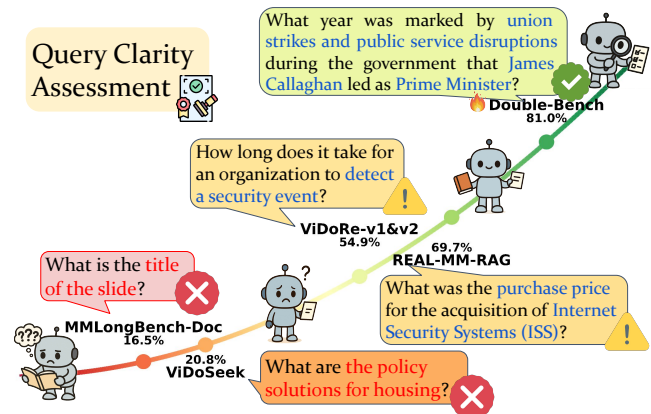 Query Clarity
Assessment
What year was marked by union
strikes and public service disruptions
during the government that James
Callaghan led as Prime Minister?
Double-Bench
81.0%
How long does it take for
an organization to detect
a security event?
ViDoRe-v1&v2
54.9%
69.7%
REAL-MM-RAG
What was the purchase price
for the acquisition of Internet
Security Systems (ISS)?
What is the title
of the slide?
MMLongBench-Doc
16.5%
20.8%
ViDoSeek
What are the policy
solutions for housing?
???
?